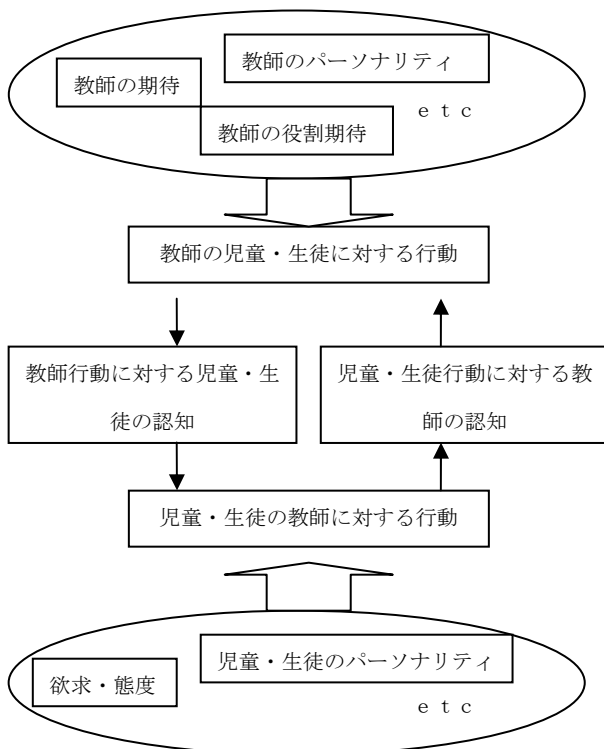 教師のパーソナリティ
教師の期待
ｅｔｃ
教師の役割期待
教師の児童・生徒に対する行動
教師行動に対する児童・生
徒の認知
児童・生徒行動に対する教
師の認知
児童・生徒の教師に対する行動
児童・生徒のパーソナリティ
欲求・態度
ｅｔｃ